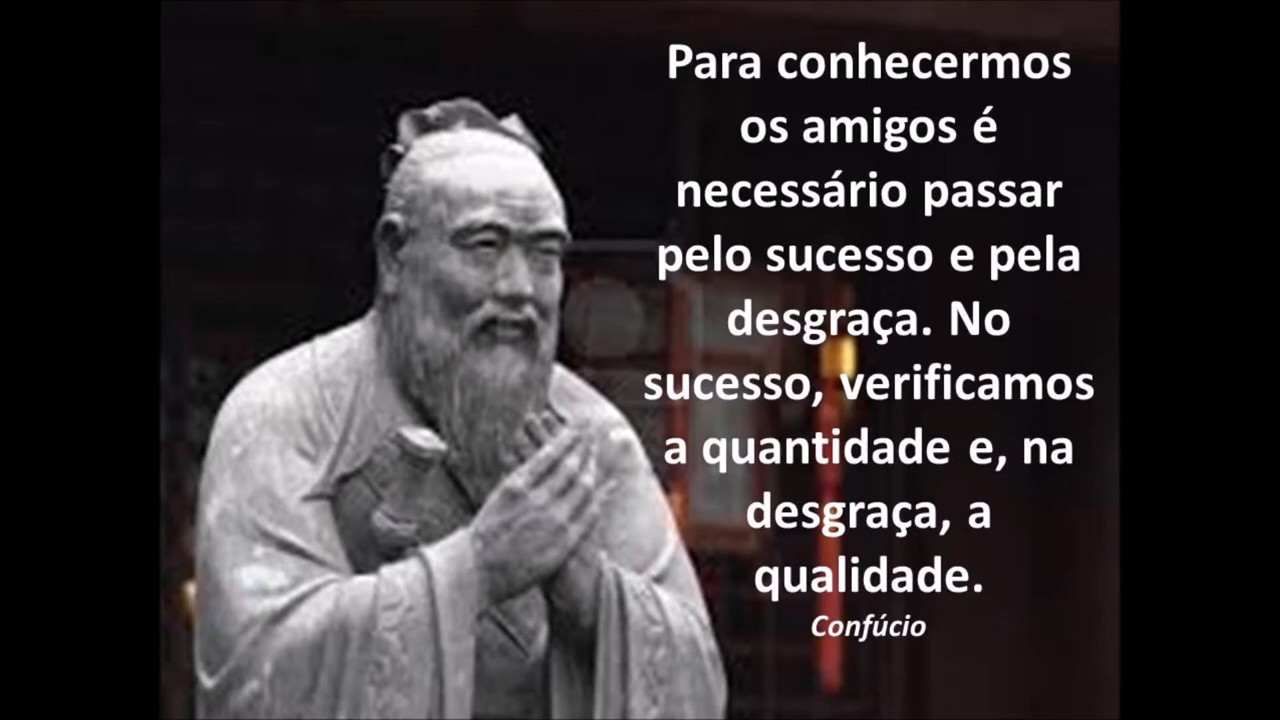 Para conhecermos
os amigos é
necessário passar
pelo sucesso e pela
desgraça. No
sucesso, verificamos
a quantidade e, na
desgraça, a
qualidade.
Confúcio